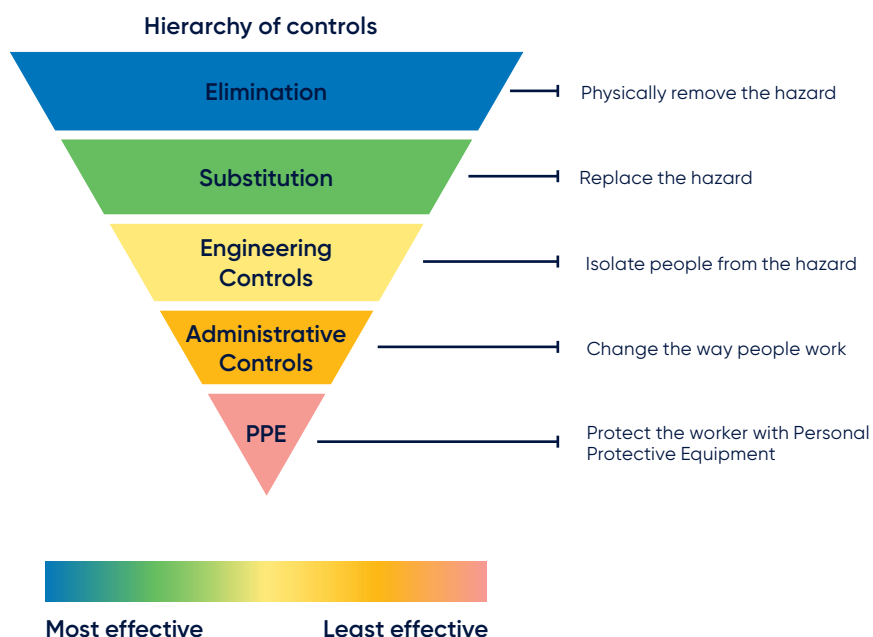 Hierarchy of controls
Elimination
Physically remove the hazard
Substitution
Replace the hazard
Engineering
Controls
Isolate people from the hazard
Administrative
Controls
Change the way people work
PPE
Protect the worker with Personal
Protective Equipment
Most effective
Least effective